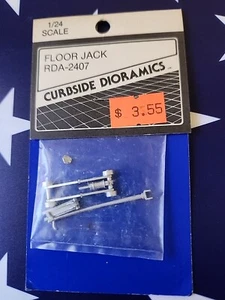 1/24
SCALE
FLOOR JACK
RDA-2407
CURBSIDE DIORAMICS
$ 3.55